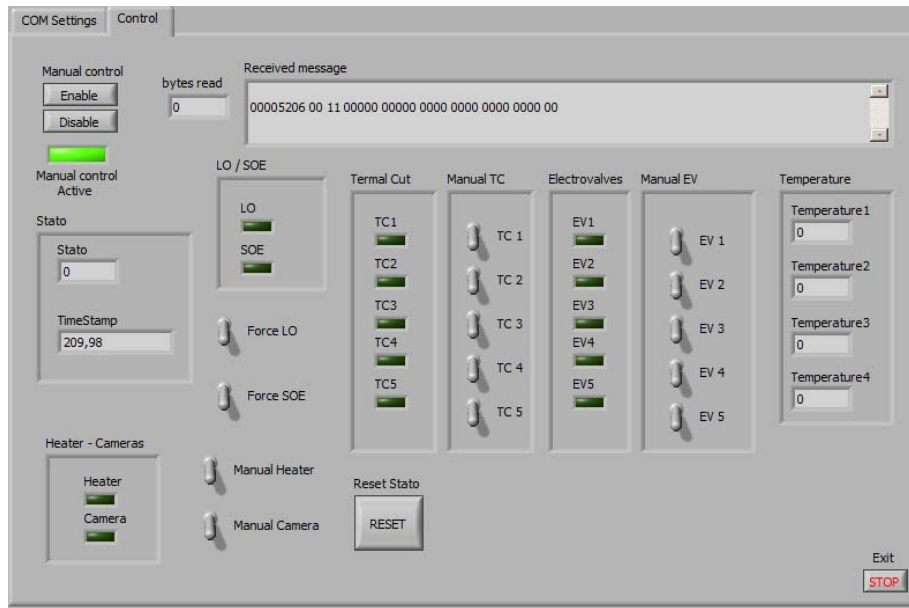 COM Settings Control
Manual control
Enable
Disable
Manual control
Active
bytes read
0
Received message
00005206 00 11 00000 00000 0000 0000 0000 0000 00
Stato
Stato
0
TimeStamp
209,98
LO / SOE
LO
SOE
Force LO
Force SOE
Termal Cut
TC1
TC2
TC3
TC4
TC5
Manual TC
TC 1
TC 2
TC 3
TC 4
TC 5
Electrovalves
EV1
EV2
EV3
EV4
EV5
Manual EV
EV 1
EV 2
EV 3
EV 4
EV 5
Temperature
Temperature1
0
Temperature2
0
Temperature3
0
Temperature4
0
Heater - Cameras
Heater
Camera
Manual Heater
Manual Camera
Reset Stato
RESET
Exit
STOP